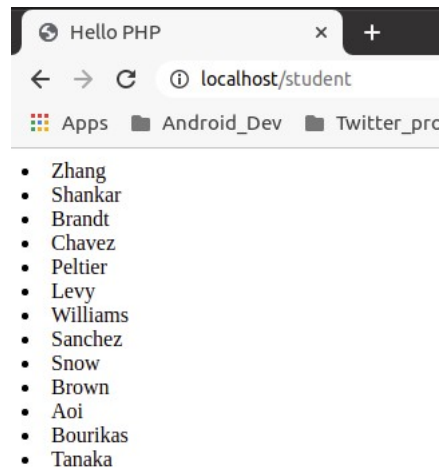 Hello PHP
localhost/student
Apps Android_Dev Twitter_pro
Zhang
Shankar
Brandt
Chavez
Peltier
Levy
Williams
Sanchez
Snow
Brown
Aoi
Bourikas
Tanaka